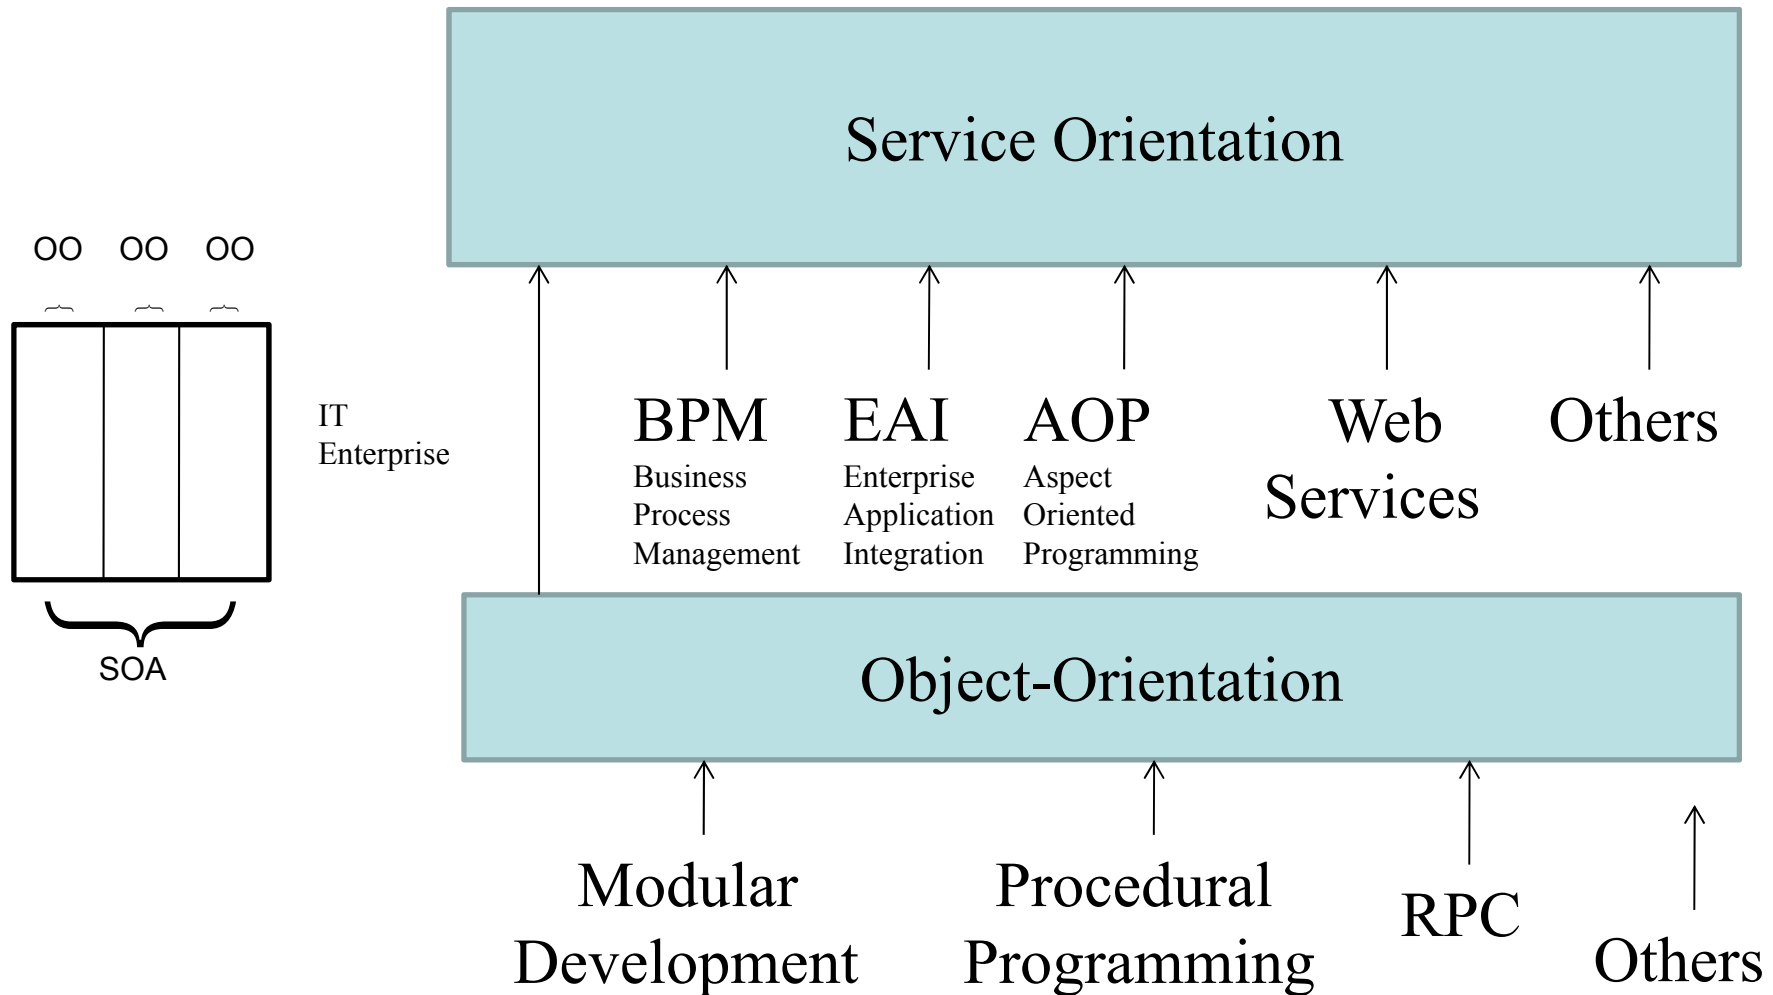 Service Orientation
OO OO OO
IT
Enterprise
SOA
BPM
Business
Process
Management
EAI
Enterprise
Application
Integration
AOP
Aspect
Oriented
Programming
Web
Services
Others
Object-Orientation
Modular
Development
Procedural
Programming
RPC
Others